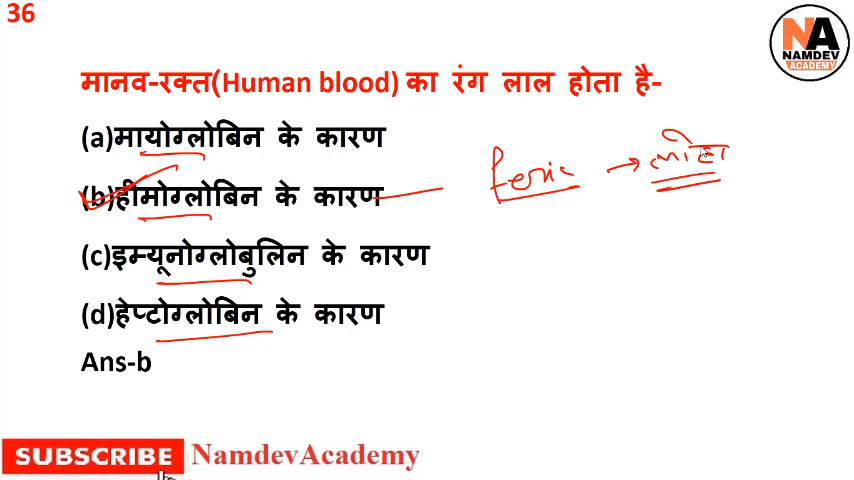 36
NA
NAMDEV
ACADEMY
मानव-रक्त(Human blood) का रंग लाल होता है-
(a)मायोग्लोबिन के कारण
(b)हीमोग्लोबिन के कारण
feric → लोहा
(c)इम्यूनोग्लोबुलिन के कारण
(d)हेप्टोग्लोबिन के कारण
Ans-b
SUBSCRIBE NamdevAcademy